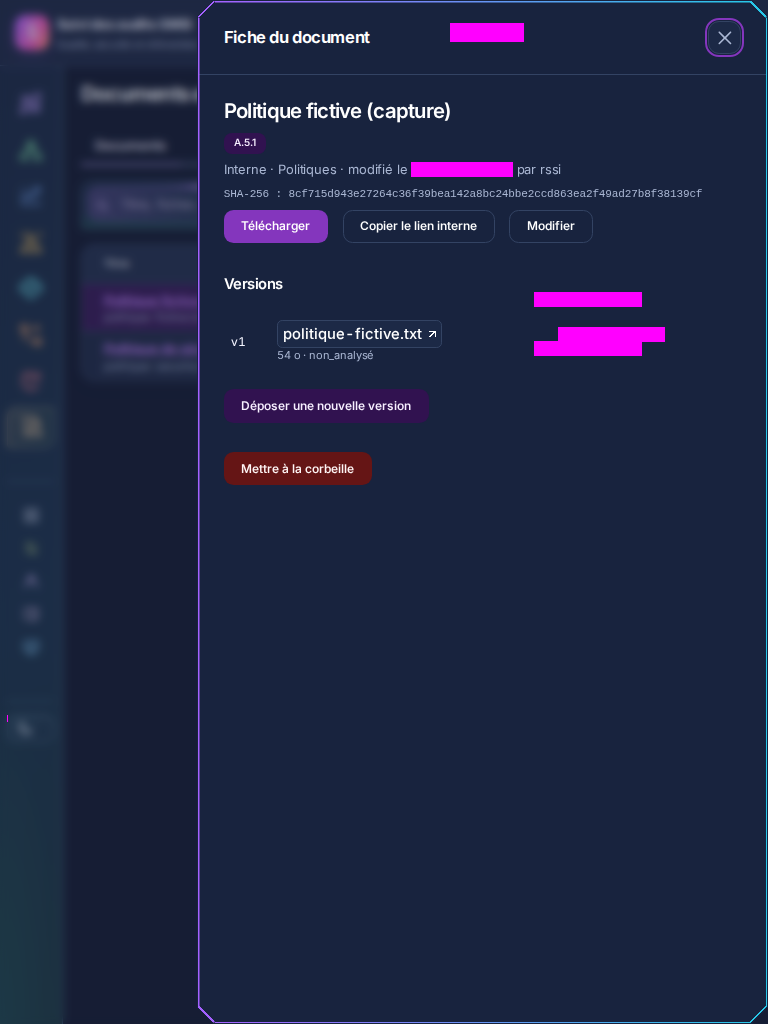 Fiche du document
Politique fictive (capture)
A.5.1
Interne · Politiques · modifié le par rssi
SHA-256 : 8cf715d943e27264c36f39bea142a8bc24bbe2ccd863ea2f49ad27b8f38139cf
Télécharger Copier le lien interne Modifier
Versions
v1 politique-fictive.txt
54 o · non_analysé
Déposer une nouvelle version
Mettre à la corbeille